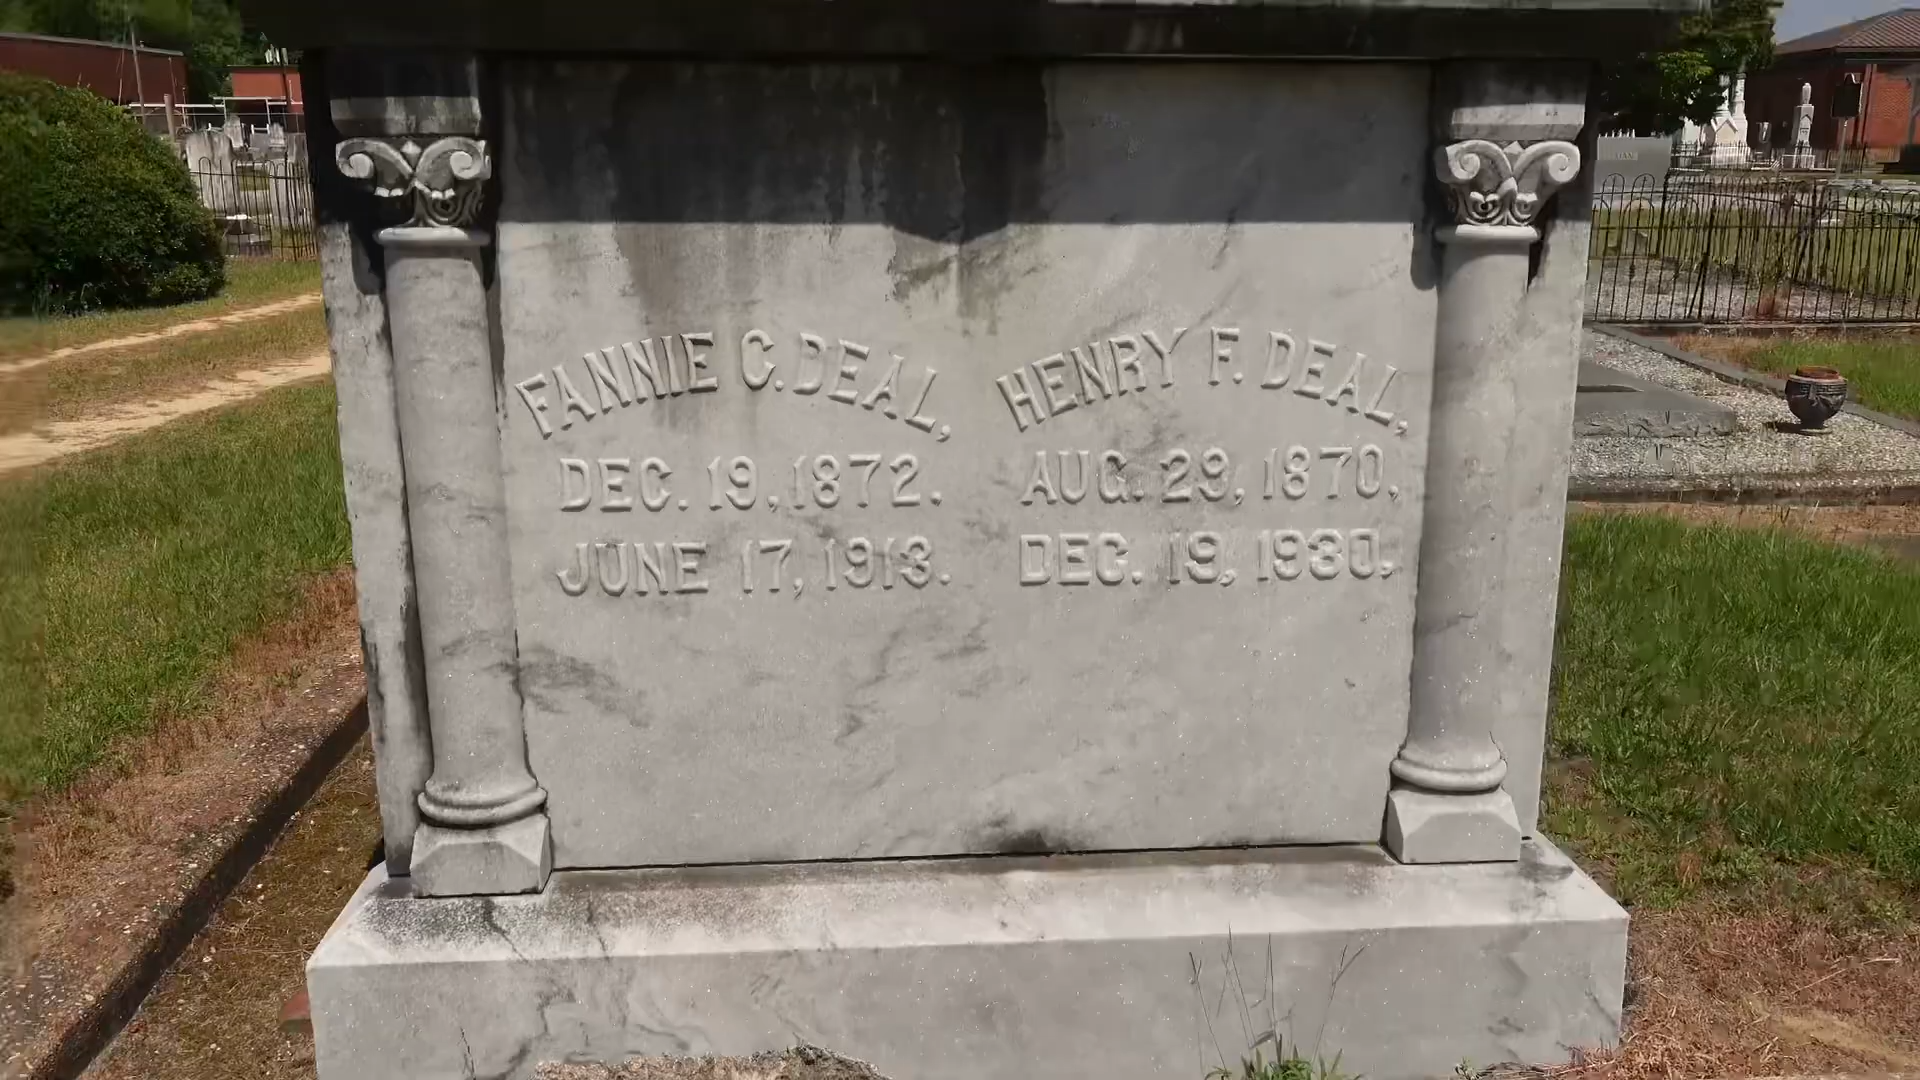 FANNIE C. DEAL,
DEC. 19, 1872.
JUNE 17, 1913.
HENRY F. DEAL,
AUG. 29, 1870,
DEC. 19, 1930,